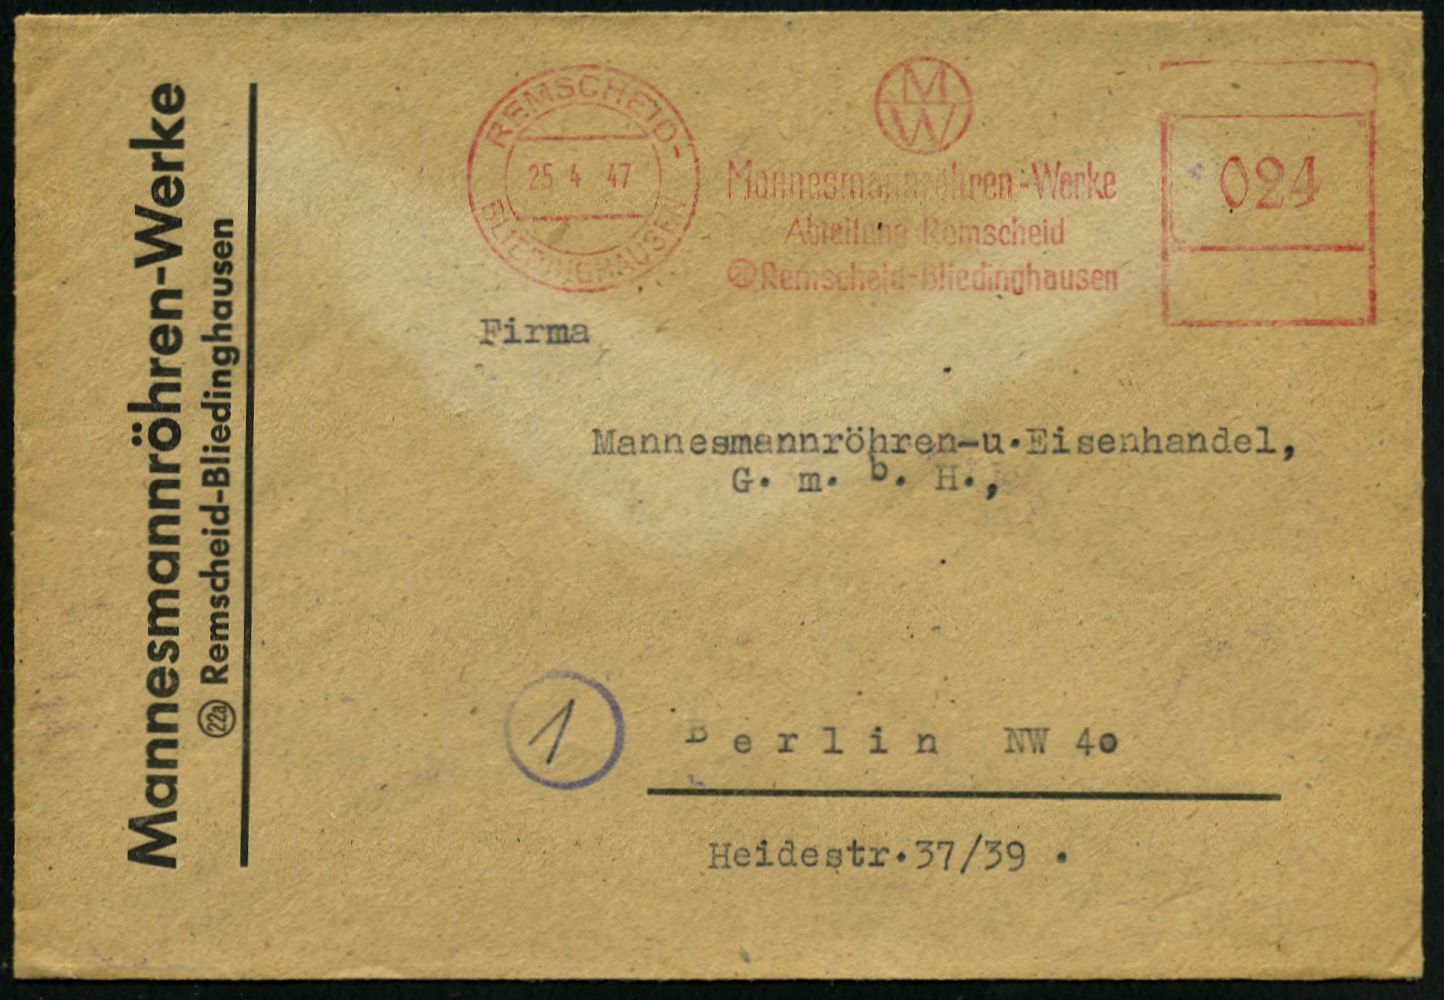 Mannesmannröhren-Werke
22a Remscheid-Bliedinghausen
REMSCHEID-
BLIEDINGHAUSEN
25.4.47
MW
Mannesmannröhren-Werke
Abteilung Remscheid
Remscheid-Bliedinghausen
024
Firma
Mannesmannröhren-u.Eisenhandel,
G. m. b. H.,
1
Berlin NW 40
Heidestr.37/39.